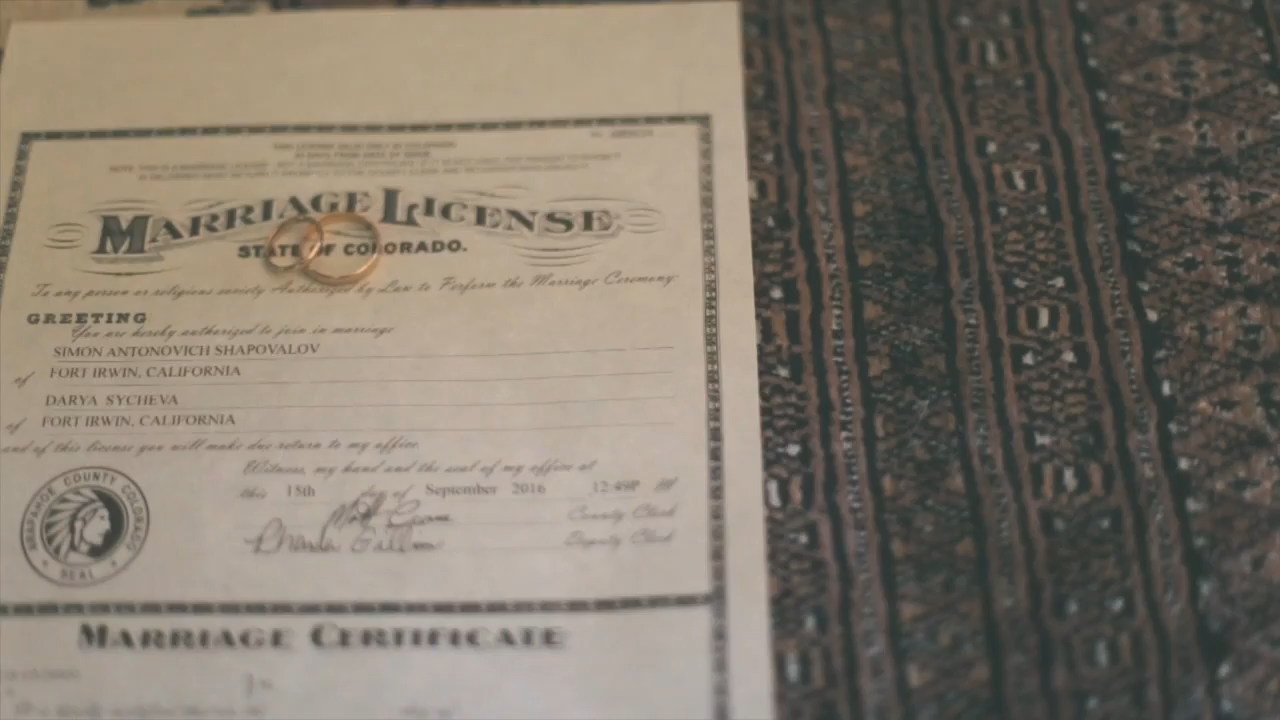 MARRIAGE LICENSE
STATE OF COLORADO.
To any person or religious society Authorized by Law to Perform the Marriage Ceremony:
GREETING
You are hereby authorized to join in marriage
SIMON ANTONOVICH SHAPOVALOV
of FORT IRWIN, CALIFORNIA
DARYA SYCHEVA
of FORT IRWIN, CALIFORNIA
and of this license you will make due return to my office
Witness, my hand and the seal of my office at
this 15th day of September 2016 12:49P M
County Clerk
Deputy Clerk
ARAPAHOE COUNTY COLORADO
SEAL
MARRIAGE CERTIFICATE